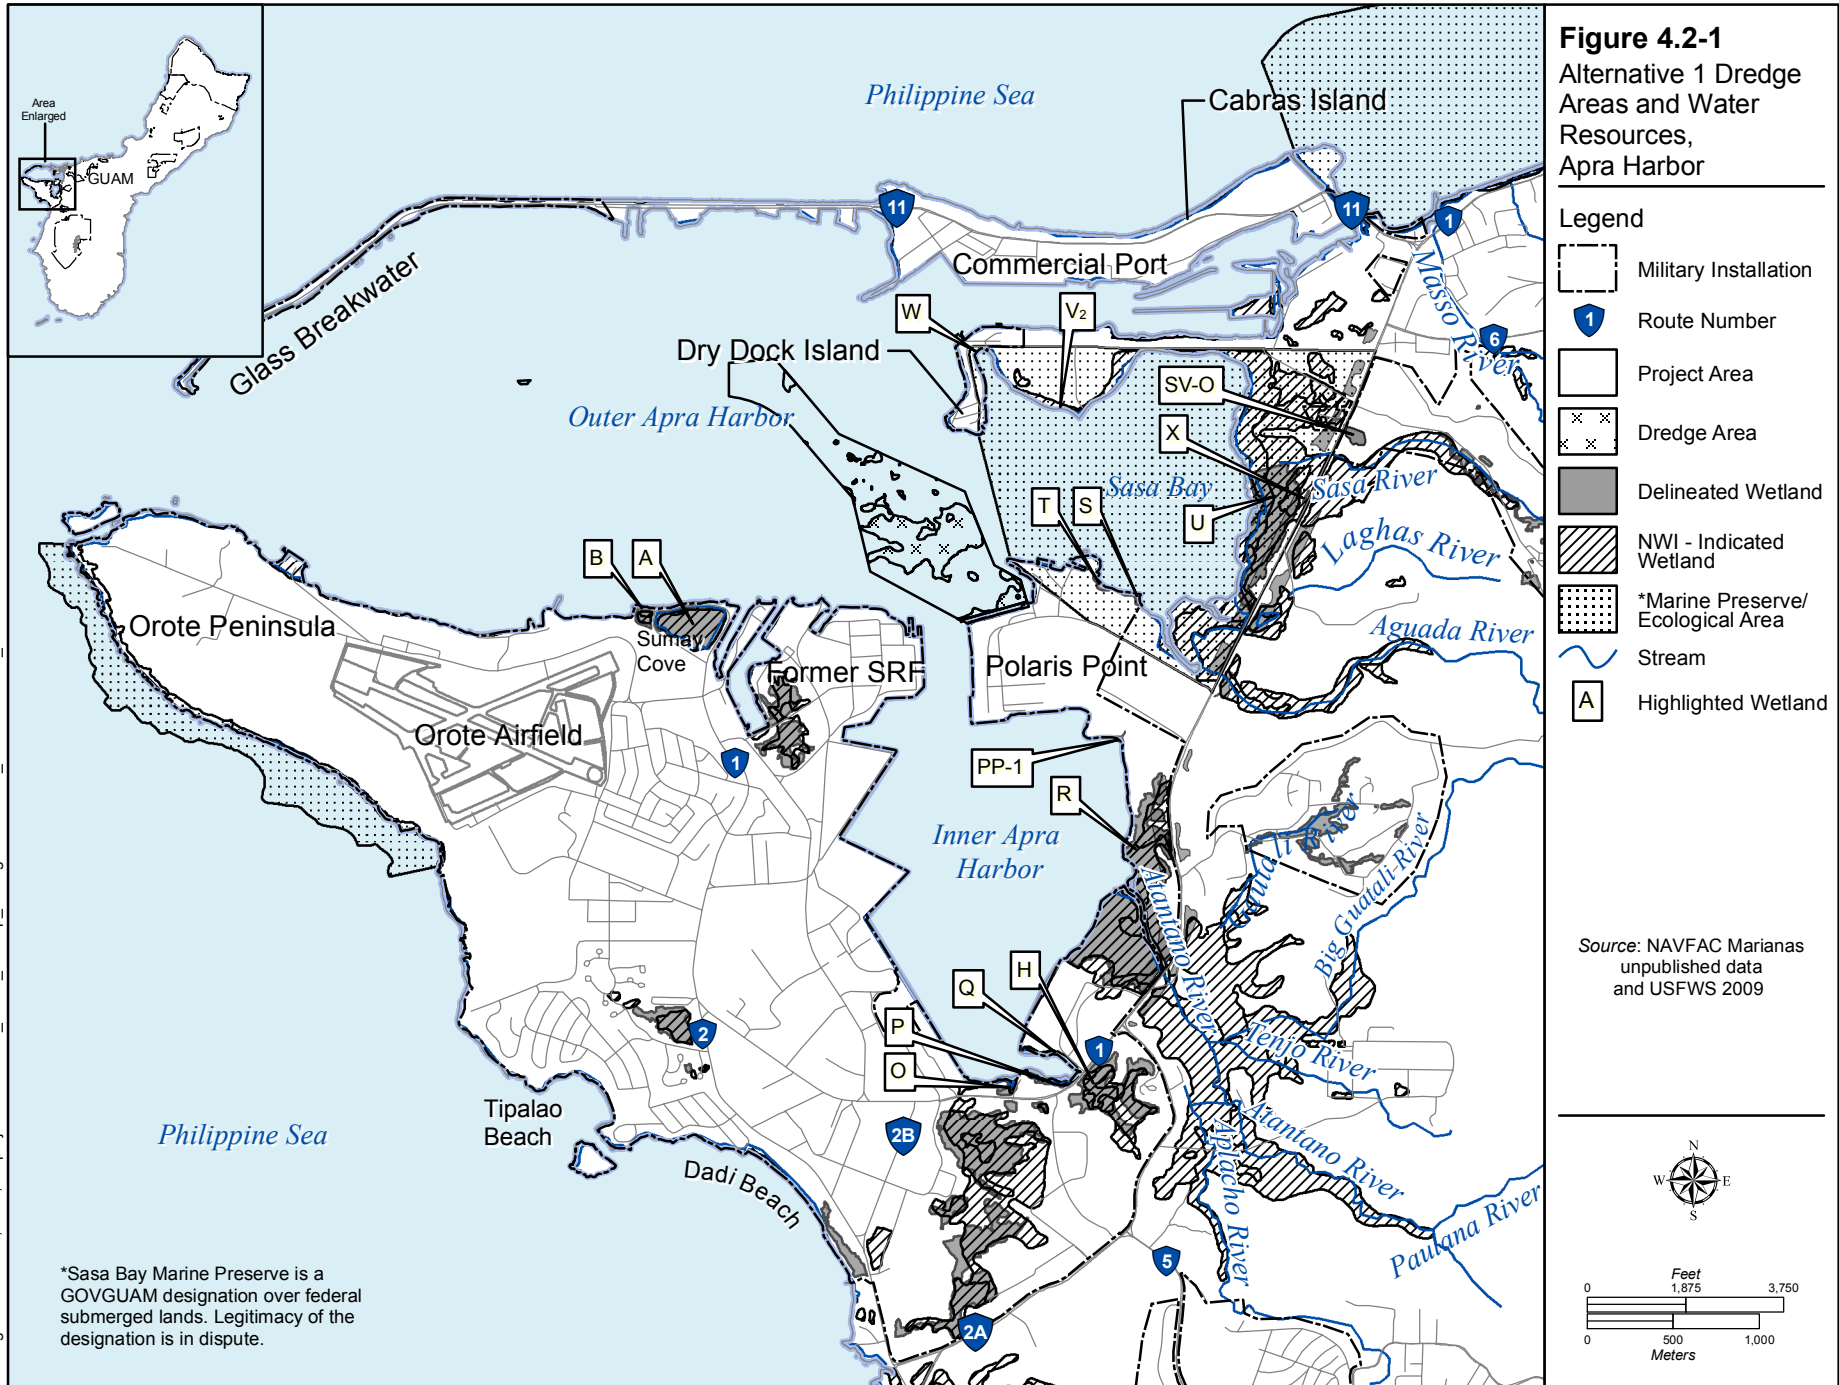 Figure 4.2-1
Alternative 1 Dredge
Areas and Water
Resources,
Apra Harbor
Legend
Military Installation
1
Route Number
Project Area
Dredge Area
Delineated Wetland
NWI - Indicated
Wetland
*Marine Preserve/
Ecological Area
Stream
A
Highlighted Wetland
Source: NAVFAC Marianas
unpublished data
and USFWS 2009
N
W
E
S
Feet
0
1,875
3,750
0
500
1,000
Meters
Area
Enlarged
GUAM
Philippine Sea
Cabras Island
11
11
1
Glass Breakwater
Commercial Port
Masso River
6
W
V2
Dry Dock Island
SV-O
Outer Apra Harbor
X
Sasa Bay
Sasa River
T
S
U
Laghas River
B
A
Orote Peninsula
Sumay
Cove
Aguada River
Former SRF
Polaris Point
Orote Airfield
1
PP-1
R
Inner Apra
Harbor
Atantano River
Big Guatali River
H
Q
P
O
1
2
Tenjo River
Tipalao
Beach
2B
Atantano River
Aplacho River
Philippine Sea
Dadi Beach
Paulana River
5
2A
*Sasa Bay Marine Preserve is a
GOVGUAM designation over federal
submerged lands. Legitimacy of the
designation is in dispute.